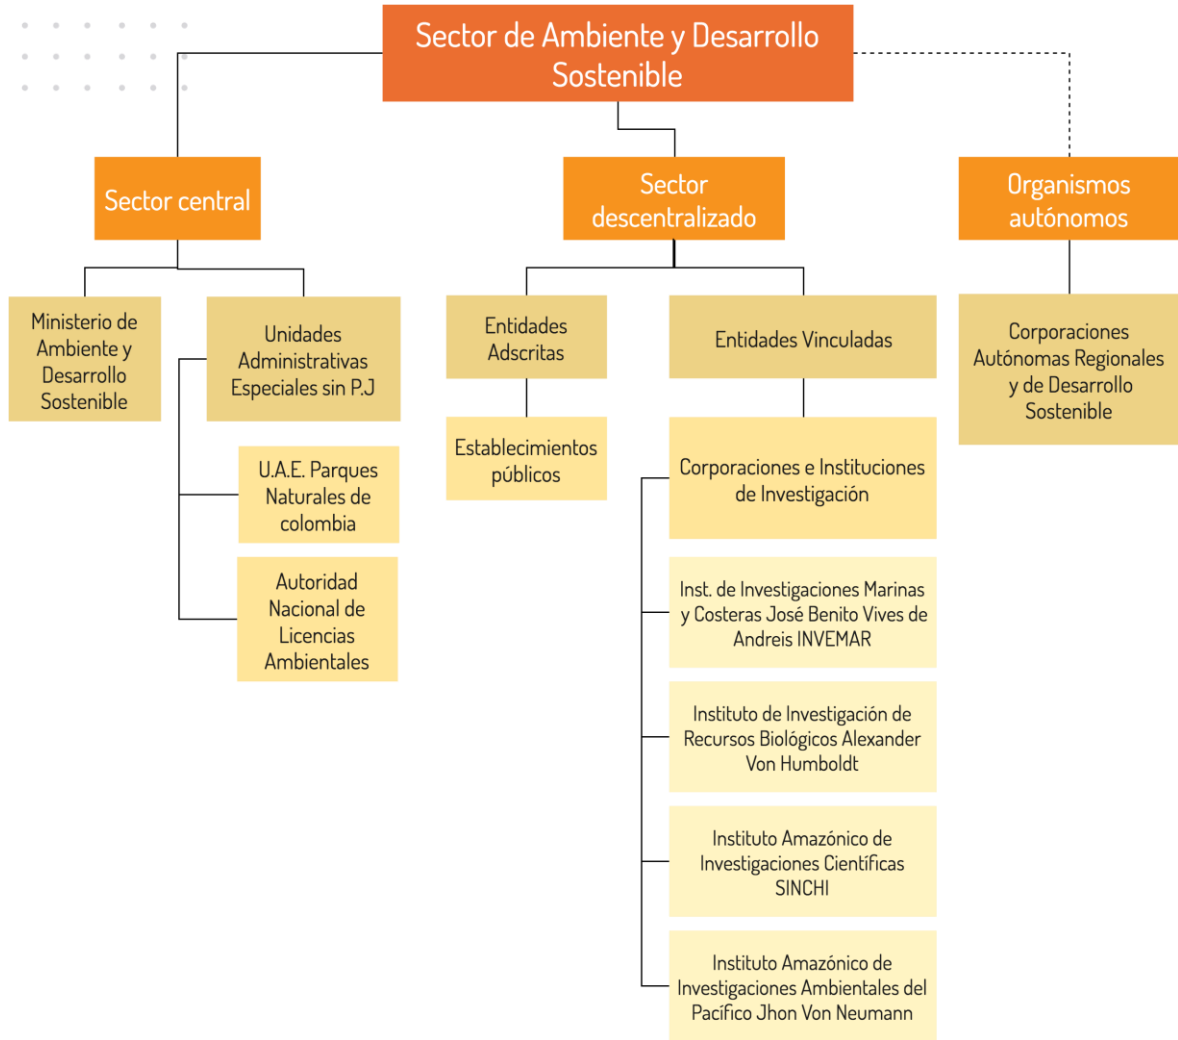 Sector de Ambiente y Desarrollo
Sostenible
Sector central
Sector
descentralizado
Organismos
autónomos
Ministerio de
Ambiente y
Desarrollo
Sostenible
Unidades
Administrativas
Especiales sin P.J
Entidades
Adscritas
Entidades Vinculadas
Corporaciones
Autónomas Regionales
y de Desarrollo
Sostenible
U.A.E. Parques
Naturales de
colombia
Autoridad
Nacional de
Licencias
Ambientales
Establecimientos
públicos
Corporaciones e Instituciones
de Investigación
Inst. de Investigaciones Marinas
y Costeras José Benito Vives de
Andreis INVEMAR
Instituto de Investigación de
Recursos Biológicos Alexander
Von Humboldt
Instituto Amazónico de
Investigaciones Científicas
SINCHI
Instituto Amazónico de
Investigaciones Ambientales del
Pacífico Jhon Von Neumann